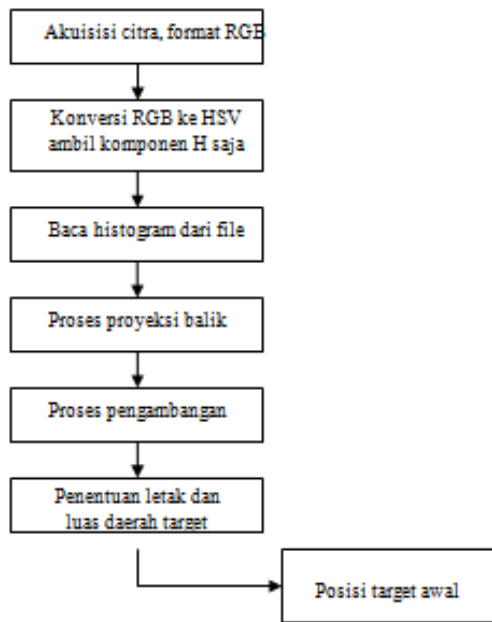 Akuisisi citra, format RGB
Konversi RGB ke HSV
ambil komponen H saja
Baca histogram dari file
Proses proyeksi balik
Proses pengambangan
Penentuan letak dan
luas daerah target
Posisi target awal